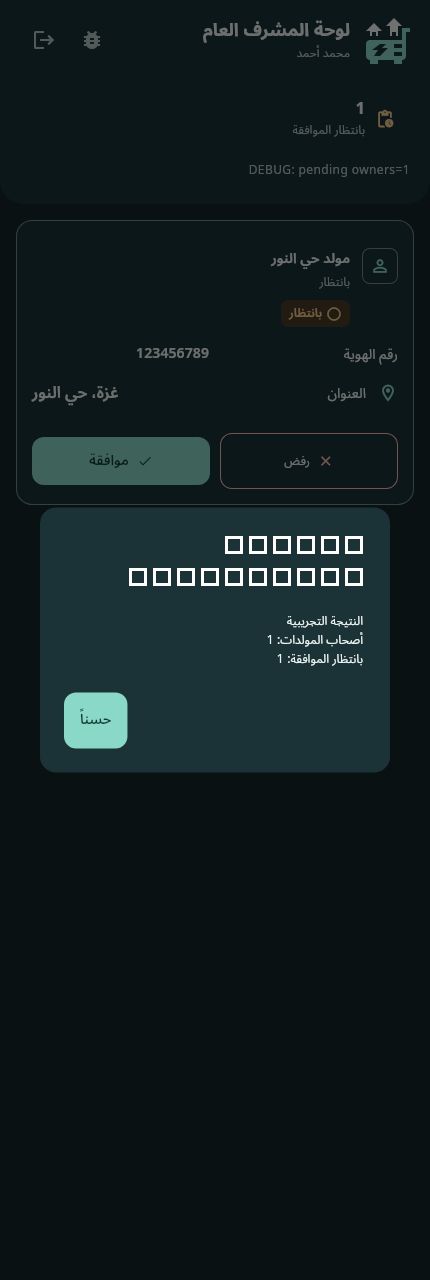 لوحة المشرف العام
محمد أحمد
1
بانتظار الموافقة
DEBUG: pending owners=1
مولد حي النور
بانتظار
بانتظار
رقم الهوية 123456789
العنوان غزة، حي النور
رفض
موافقة
□□□□□□
□□□□□□□□□□
النتيجة التجريبية
أصحاب المولدات: 1
بانتظار الموافقة: 1
حسناً